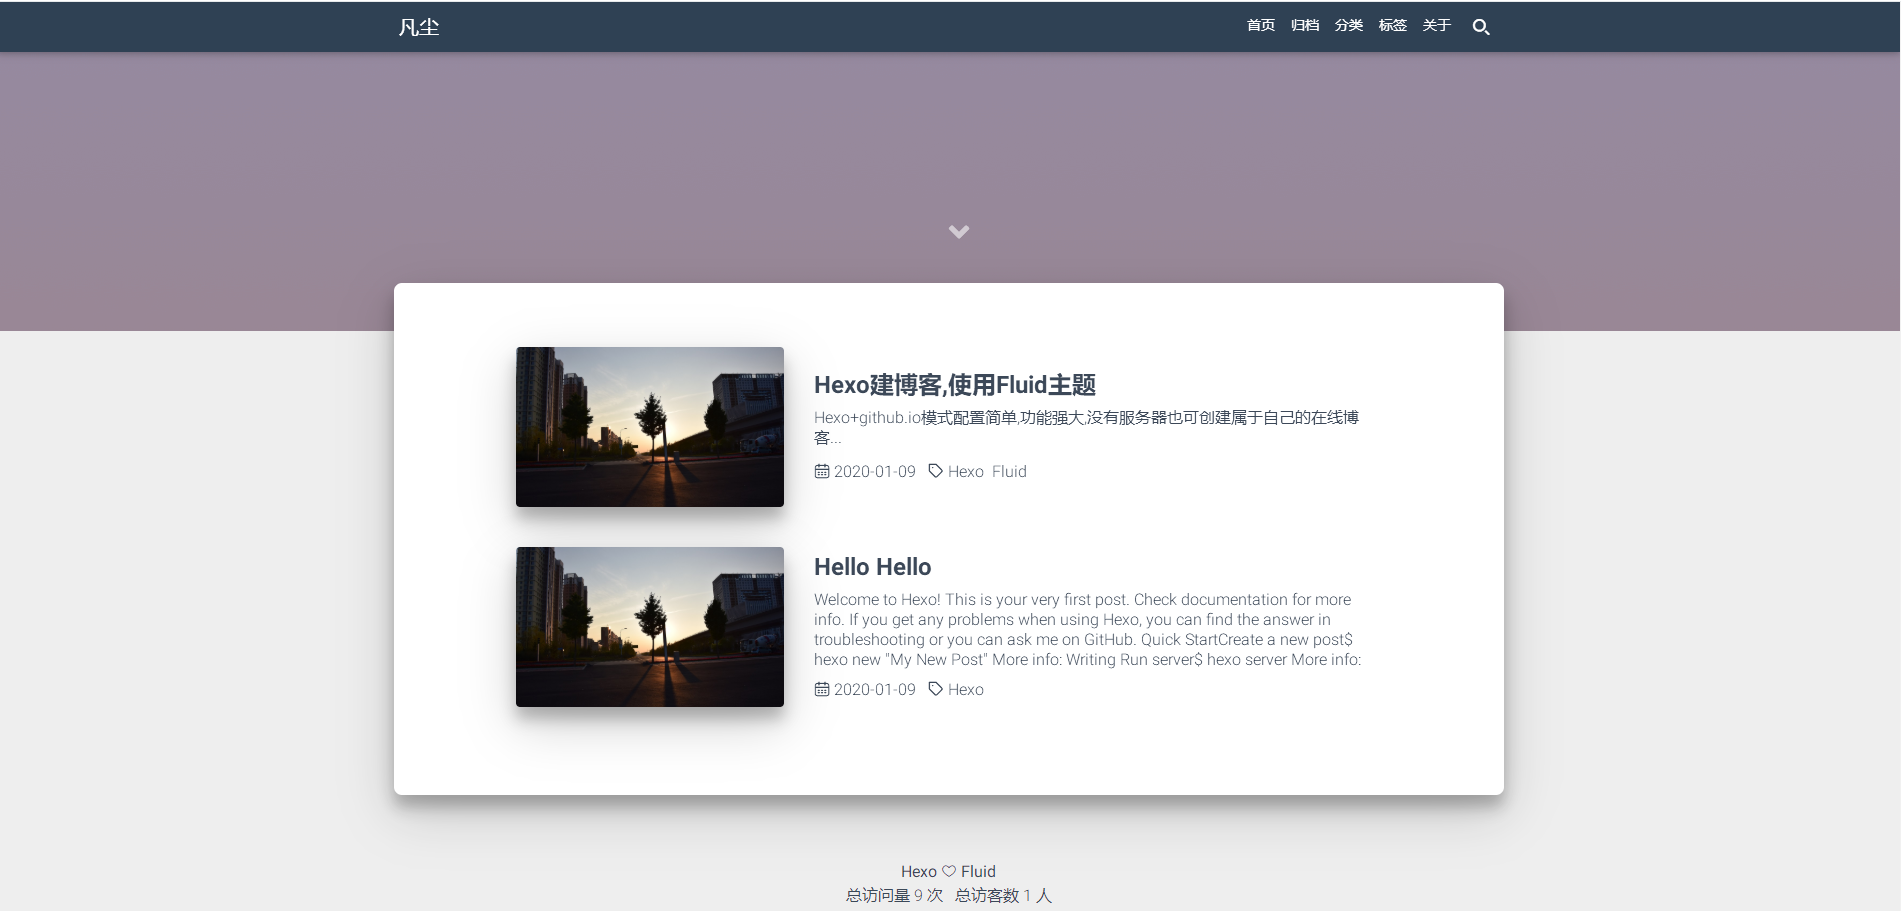 凡尘
首页 归档 分类 标签 关于
Hexo建博客,使用Fluid主题
Hexo+github.io模式配置简单,功能强大,没有服务器也可创建属于自己的在线博
客...
2020-01-09 Hexo Fluid
Hello Hello
Welcome to Hexo! This is your very first post. Check documentation for more
info. If you get any problems when using Hexo, you can find the answer in
troubleshooting or you can ask me on GitHub. Quick StartCreate a new post$
hexo new "My New Post" More info: Writing Run server$ hexo server More info:
2020-01-09 Hexo
Hexo ♡ Fluid
总访问量 9 次 总访客数 1 人